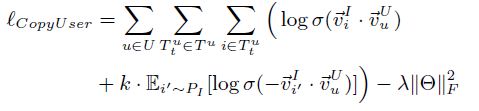 ℓ_{CopyUser} = ∑_{u∈U} ∑_{T_t^u∈T^u} ∑_{i∈T_t^u} ( log σ(v⃗_i^I · v⃗_u^U)
+ k · 𝔼_{i′∼P_I} [log σ(−v⃗_{i′}^I · v⃗_u^U)] ) − λ‖Θ‖_F^2